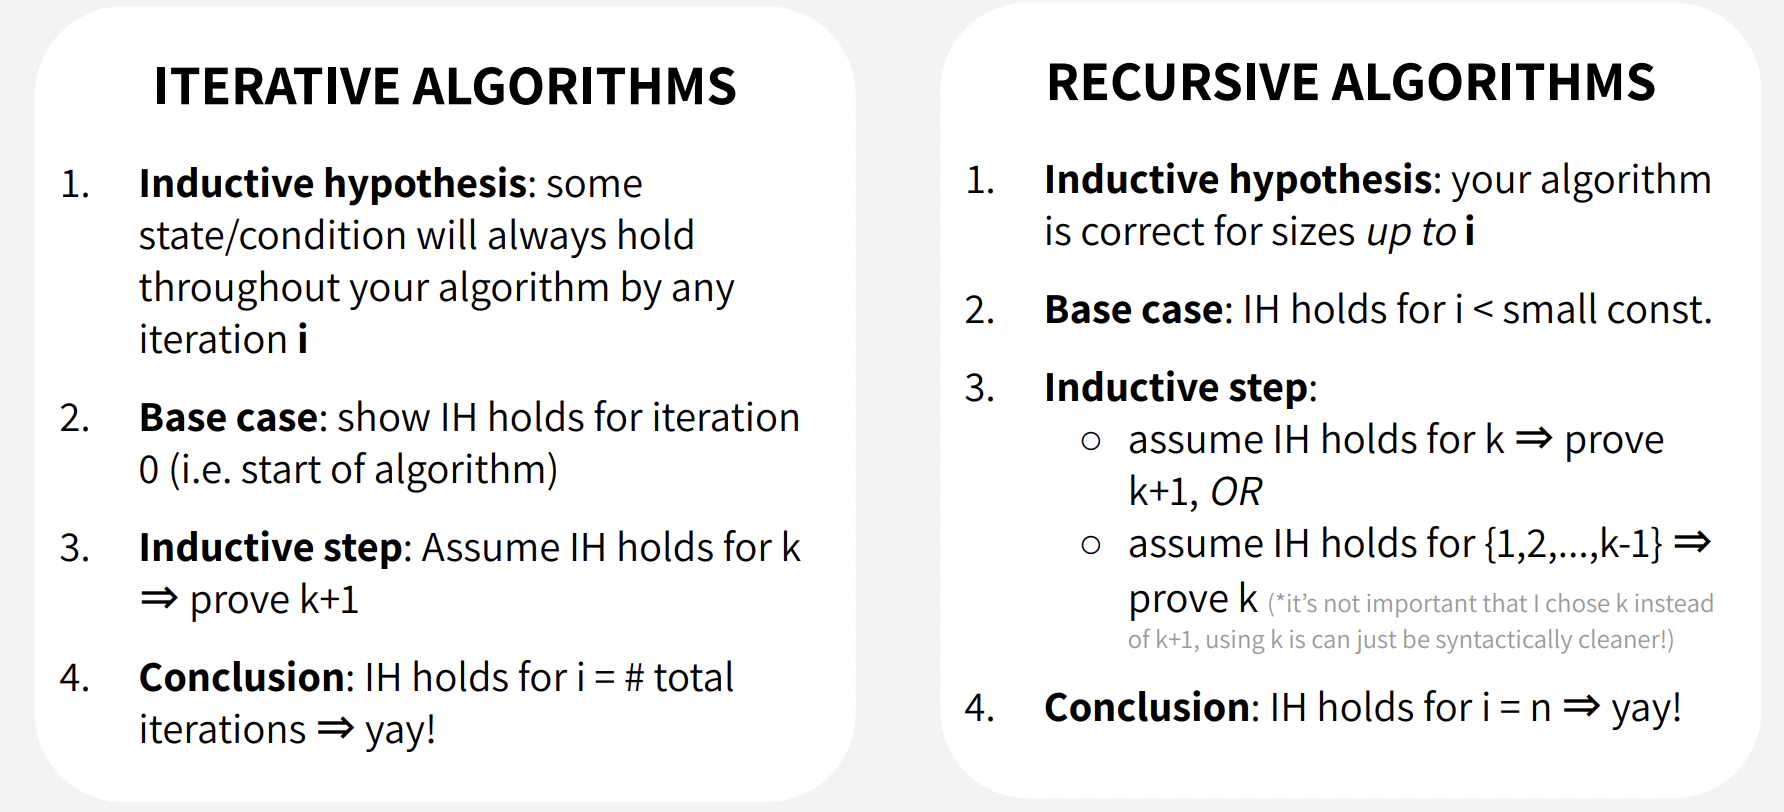 ITERATIVE ALGORITHMS
1. Inductive hypothesis: some
state/condition will always hold
throughout your algorithm by any
iteration i
2. Base case: show IH holds for iteration
0 (i.e. start of algorithm)
3. Inductive step: Assume IH holds for k
⇒ prove k+1
4. Conclusion: IH holds for i = # total
iterations ⇒ yay!
RECURSIVE ALGORITHMS
1. Inductive hypothesis: your algorithm
is correct for sizes up to i
2. Base case: IH holds for i < small const.
3. Inductive step:
○ assume IH holds for k ⇒ prove
k+1, OR
○ assume IH holds for {1,2,...,k-1} ⇒
prove k (*it's not important that I chose k instead
of k+1, using k is can just be syntactically cleaner!)
4. Conclusion: IH holds for i = n ⇒ yay!